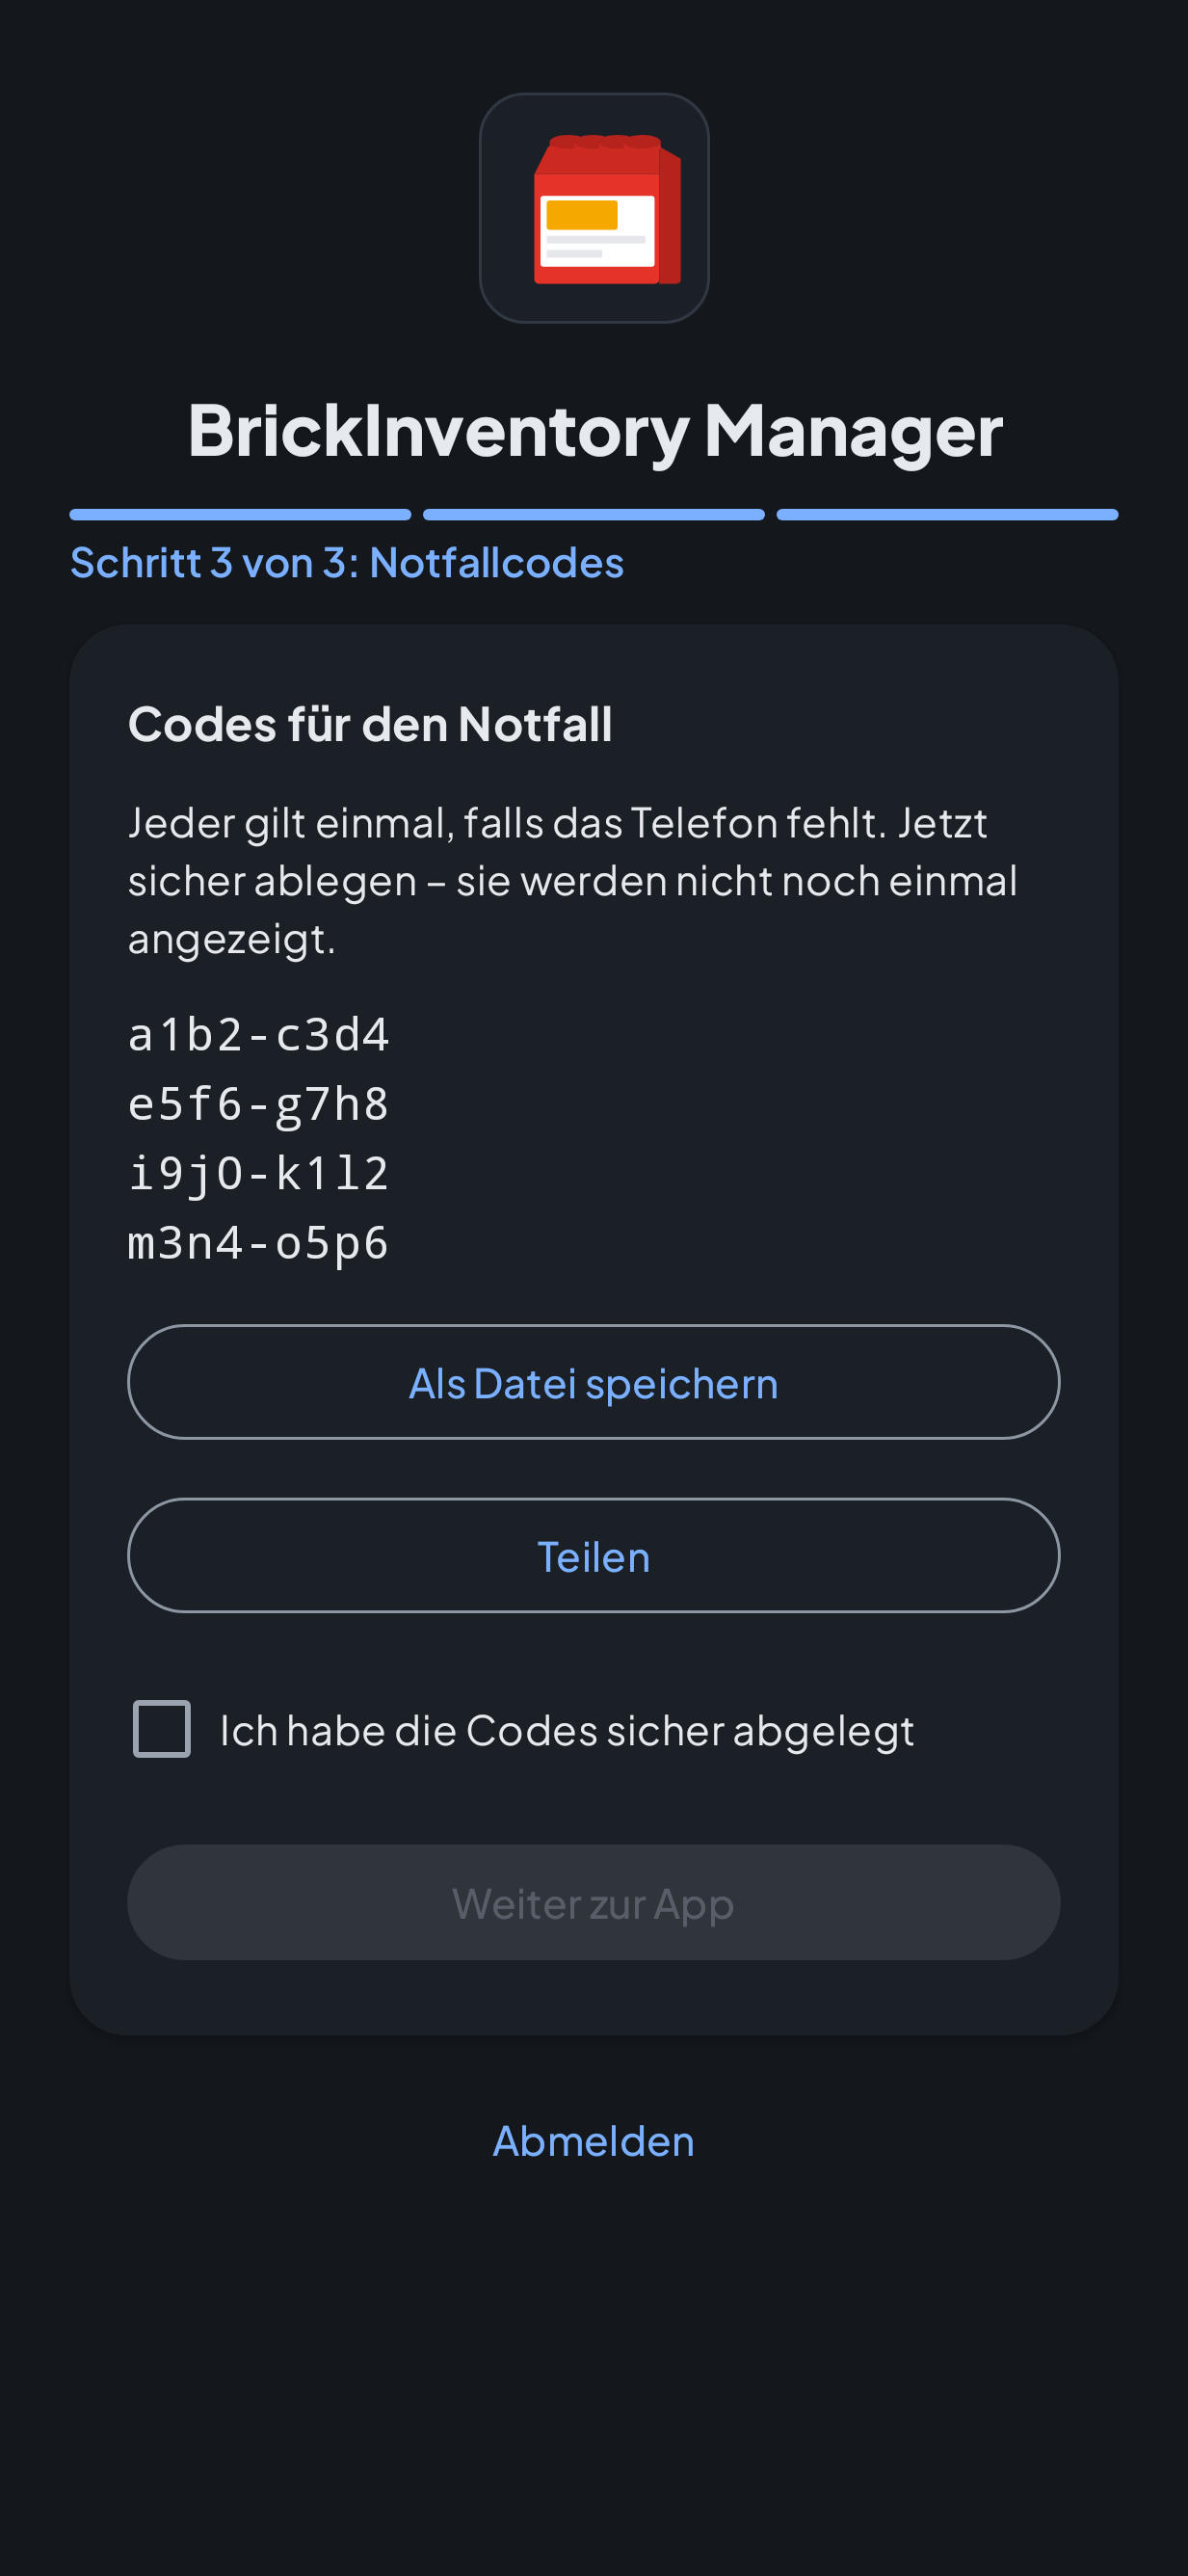 BrickInventory Manager
Schritt 3 von 3: Notfallcodes
Codes für den Notfall
Jeder gilt einmal, falls das Telefon fehlt. Jetzt
sicher ablegen – sie werden nicht noch einmal
angezeigt.
a1b2-c3d4
e5f6-g7h8
i9j0-k1l2
m3n4-o5p6
Als Datei speichern
Teilen
Ich habe die Codes sicher abgelegt
Weiter zur App
Abmelden